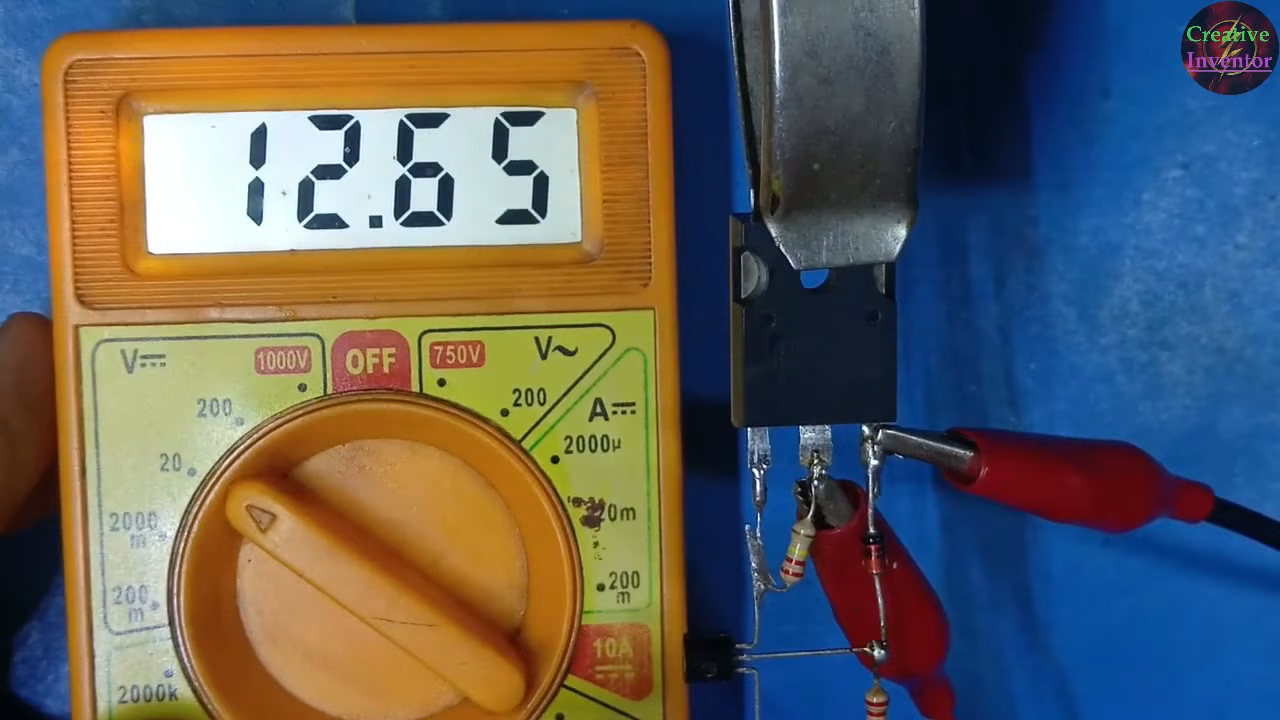 Creative
Inventor
12.65
V⎓
1000V
OFF
750V
V~
200
200
A⎓
2000µ
20
2000
m
20m
200
m
200
m
10A
2000k